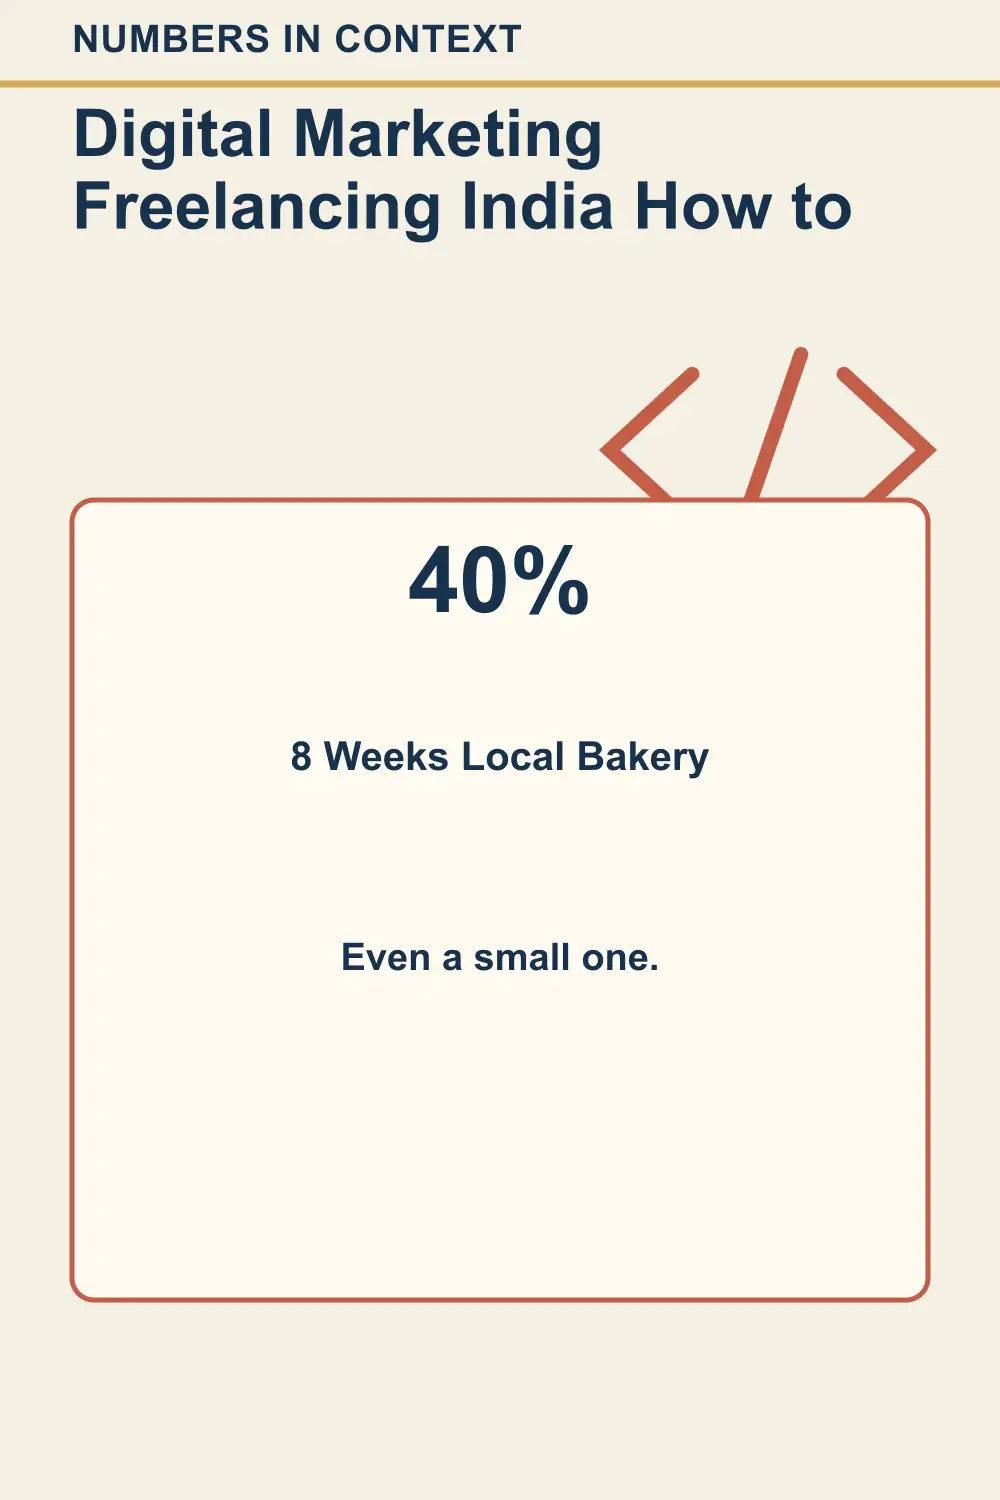 NUMBERS IN CONTEXT
Digital Marketing
Freelancing India How to
40%
8 Weeks Local Bakery
Even a small one.